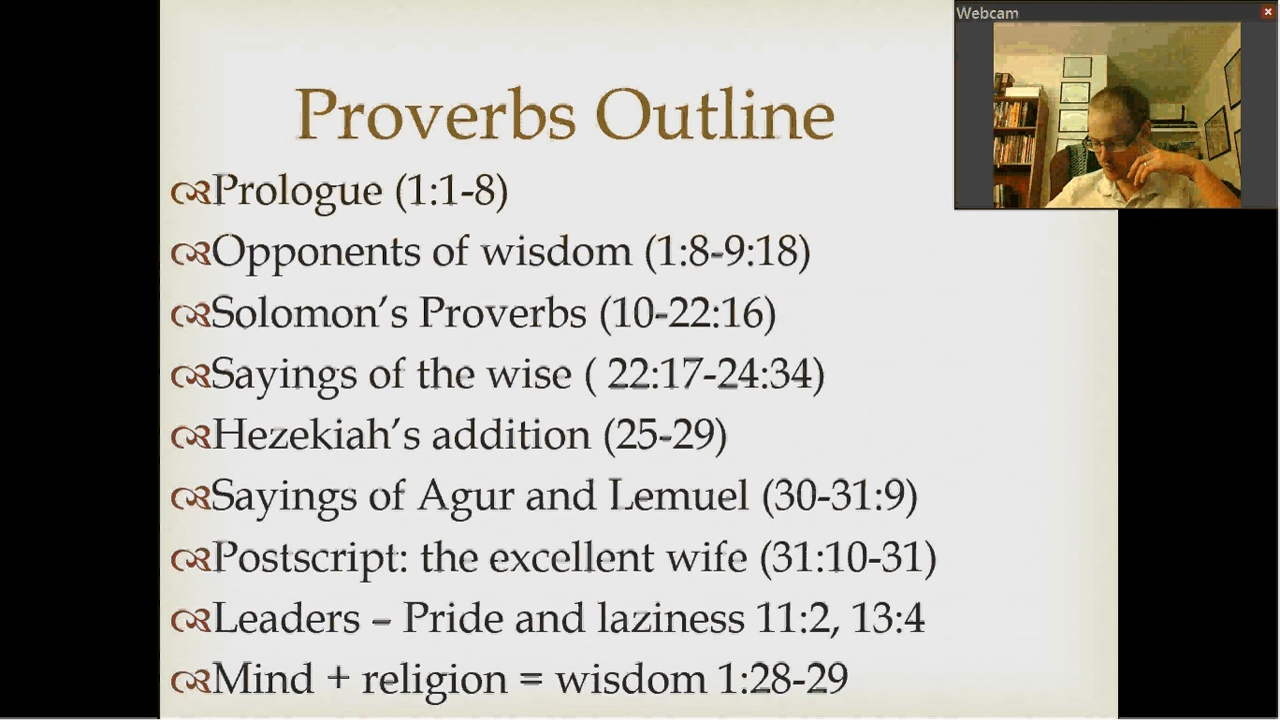 Webcam
Proverbs Outline
Prologue (1:1-8)
Opponents of wisdom (1:8-9:18)
Solomon’s Proverbs (10-22:16)
Sayings of the wise ( 22:17-24:34)
Hezekiah’s addition (25-29)
Sayings of Agur and Lemuel (30-31:9)
Postscript: the excellent wife (31:10-31)
Leaders – Pride and laziness 11:2, 13:4
Mind + religion = wisdom 1:28-29